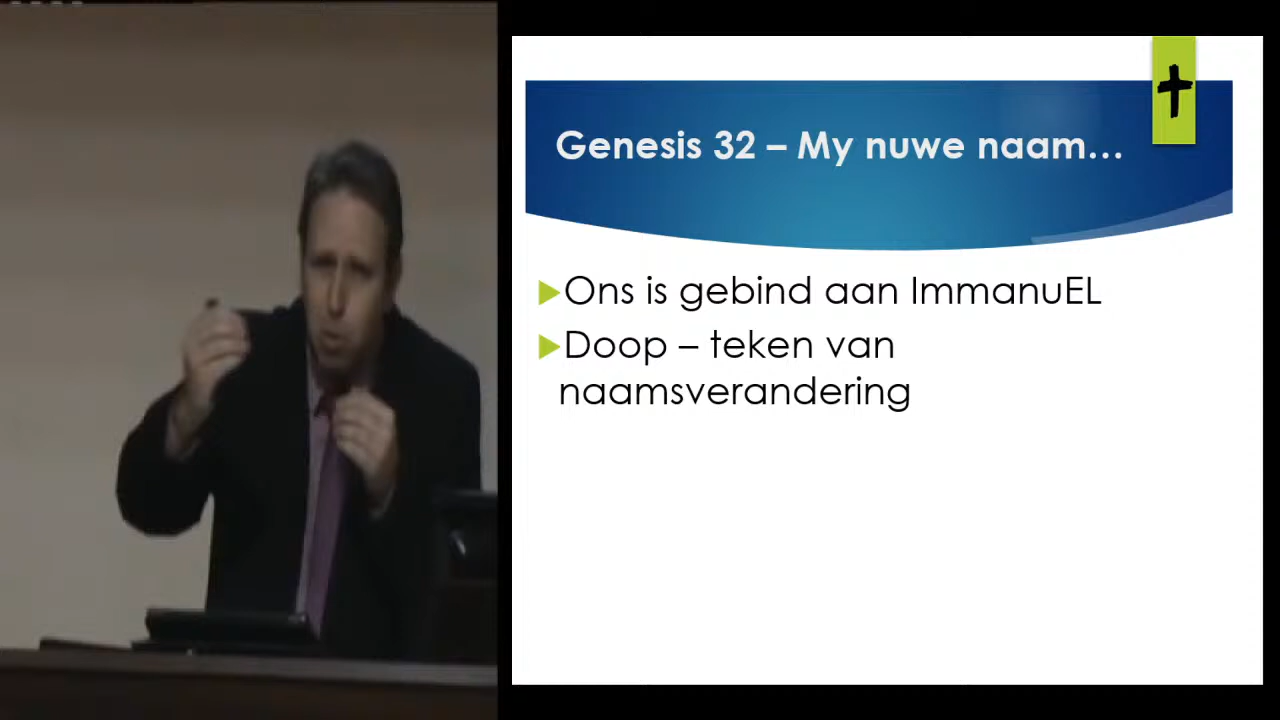 Genesis 32 – My nuwe naam…
Ons is gebind aan ImmanuEL
Doop – teken van
naamsverandering